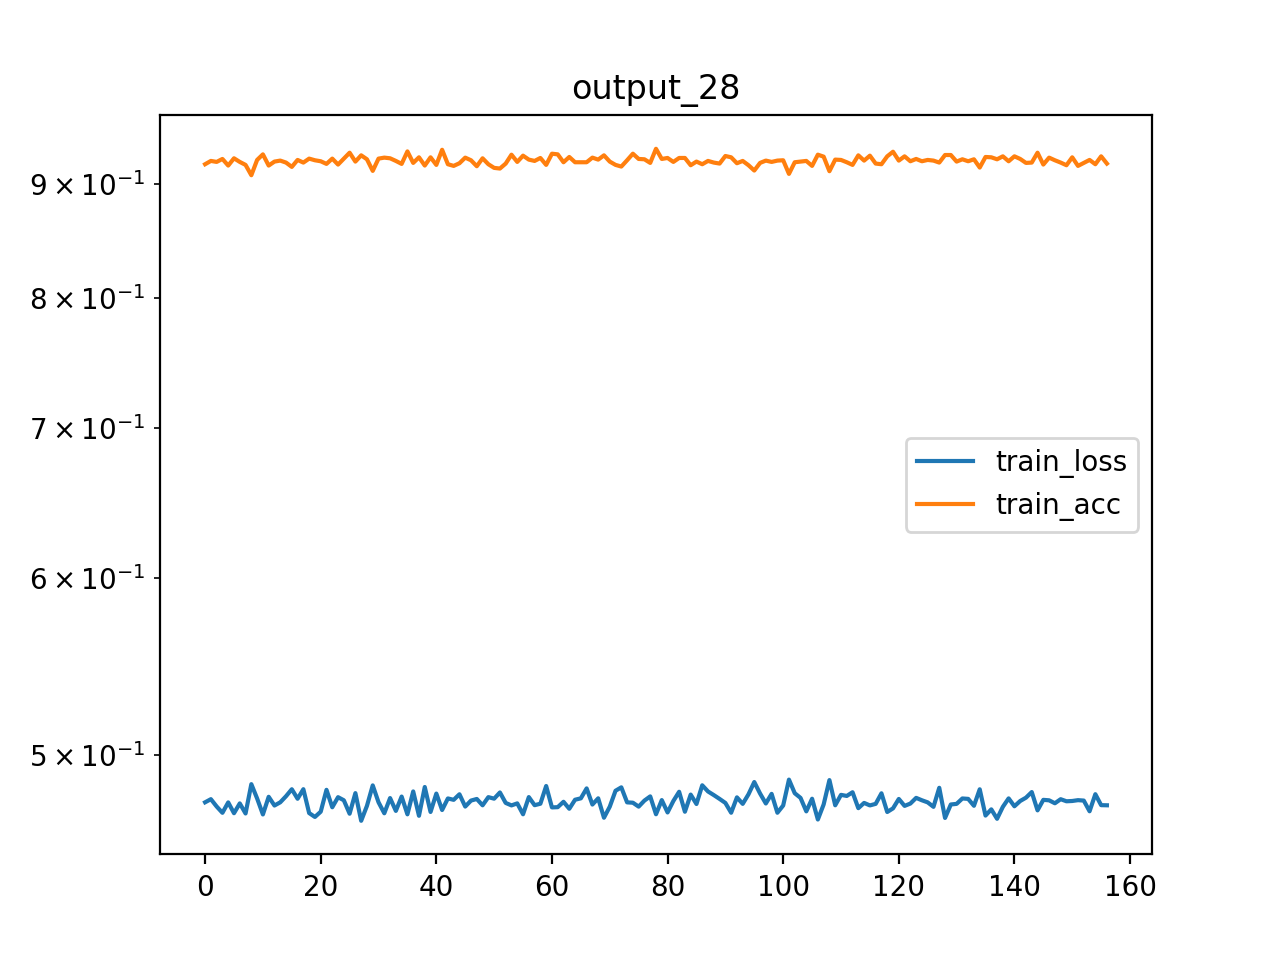 output_28
9 × 10⁻¹
8 × 10⁻¹
7 × 10⁻¹
6 × 10⁻¹
5 × 10⁻¹
train_loss
train_acc
0 20 40 60 80 100 120 140 160